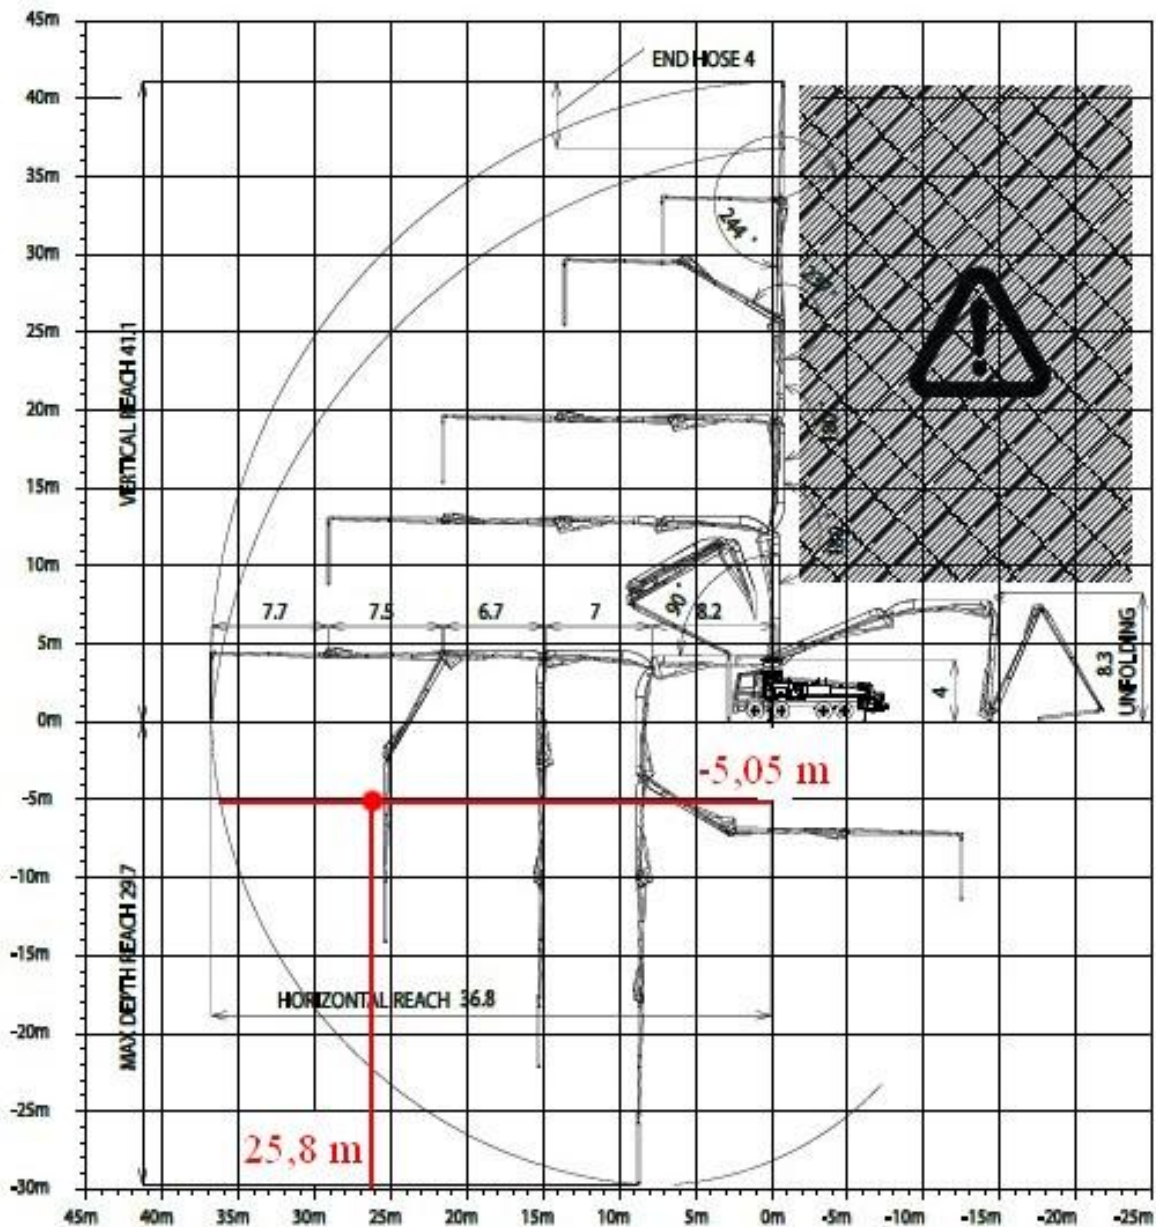 45m
END HOSE 4
40m
35m
244°
30m
25m
VERTICAL REACH 41.1
20m
180°
15m
10m
90°
7.7 7.5 6.7 7 8.2
5m
8.3
UNFOLDING
4
0m
-5,05 m
-5m
-10m
MAX DEPTH REACH 29.7
-15m
HORIZONTAL REACH 36.8
-20m
-25m
25,8 m
-30m
45m 40m 35m 30m 25m 20m 15m 10m 5m 0m -5m -10m -15m -20m -25m